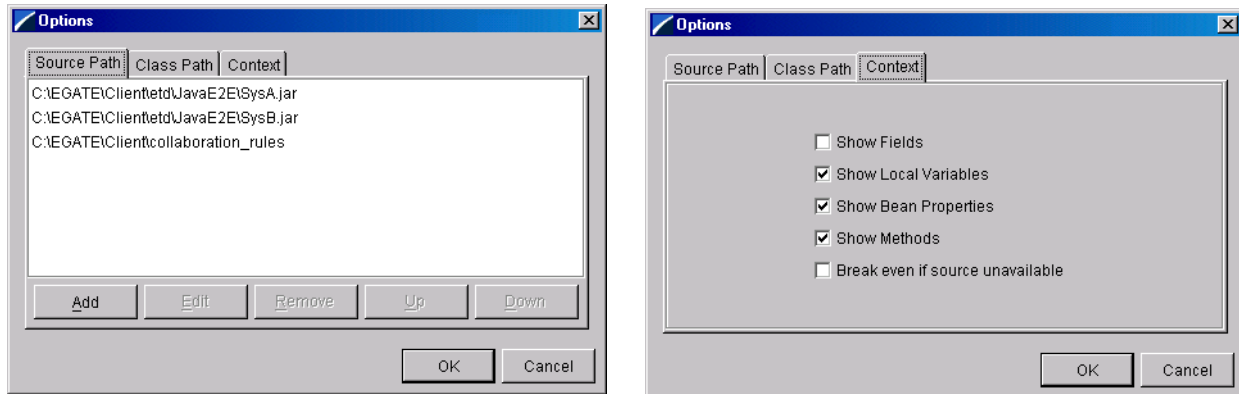 Options
Source Path Class Path Context
C:\EGATE\Client\etd\JavaE2E\SysA.jar
C:\EGATE\Client\etd\JavaE2E\SysB.jar
C:\EGATE\Client\collaboration_rules
Add Edit Remove Up Down
OK Cancel
Options
Source Path Class Path Context
Show Fields
Show Local Variables
Show Bean Properties
Show Methods
Break even if source unavailable
OK Cancel